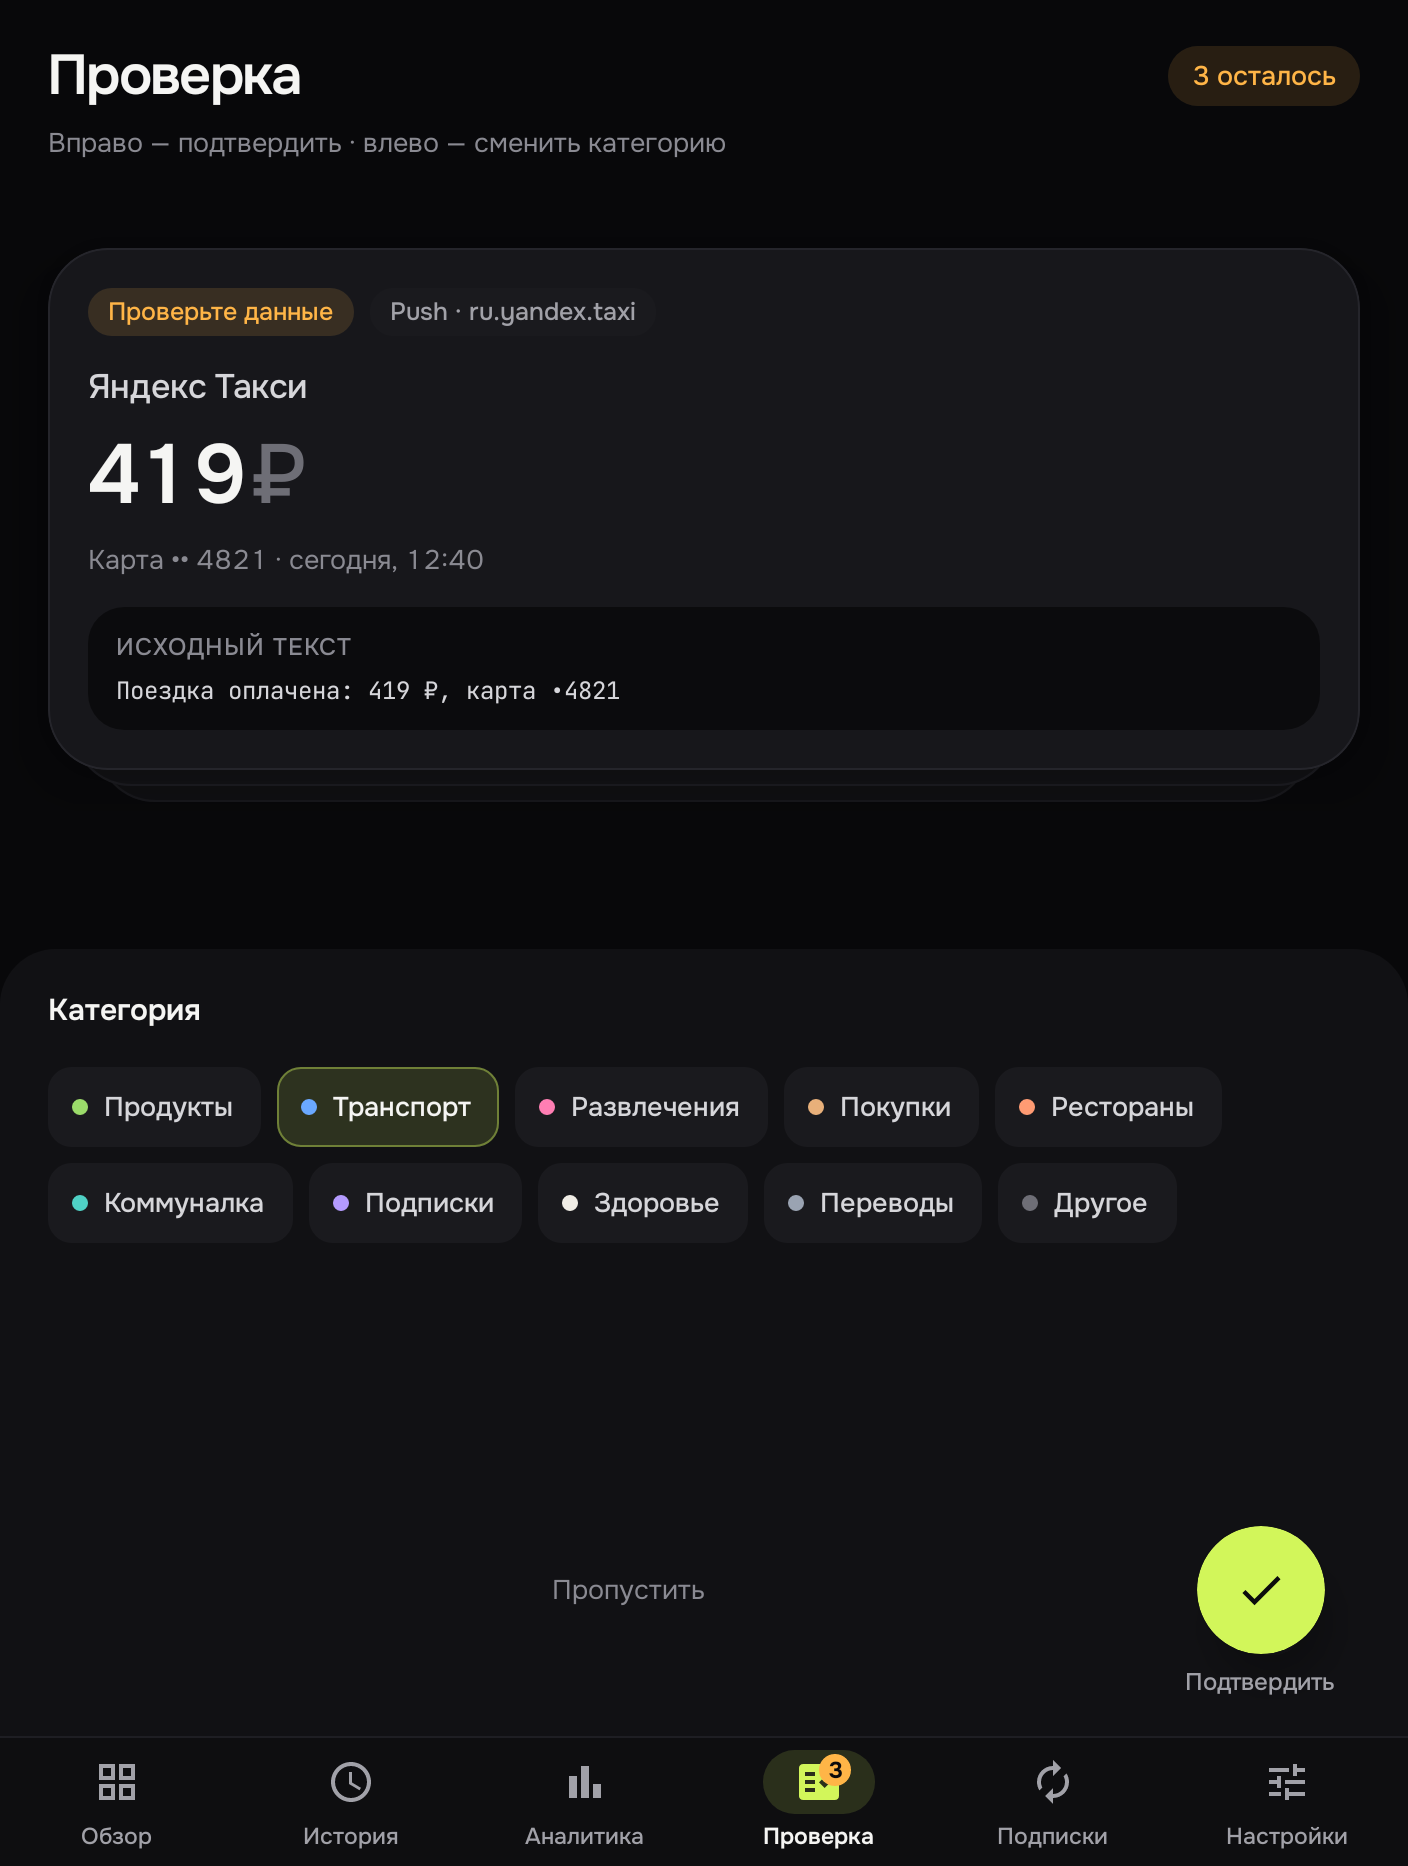 Проверка
3 осталось
Вправо — подтвердить · влево — сменить категорию
Проверьте данные
Push · ru.yandex.taxi
Яндекс Такси
419₽
Карта •• 4821 · сегодня, 12:40
ИСХОДНЫЙ ТЕКСТ
Поездка оплачена: 419 ₽, карта •4821
Категория
Продукты
Транспорт
Развлечения
Покупки
Рестораны
Коммуналка
Подписки
Здоровье
Переводы
Другое
Пропустить
Подтвердить
3
Обзор
История
Аналитика
Проверка
Подписки
Настройки